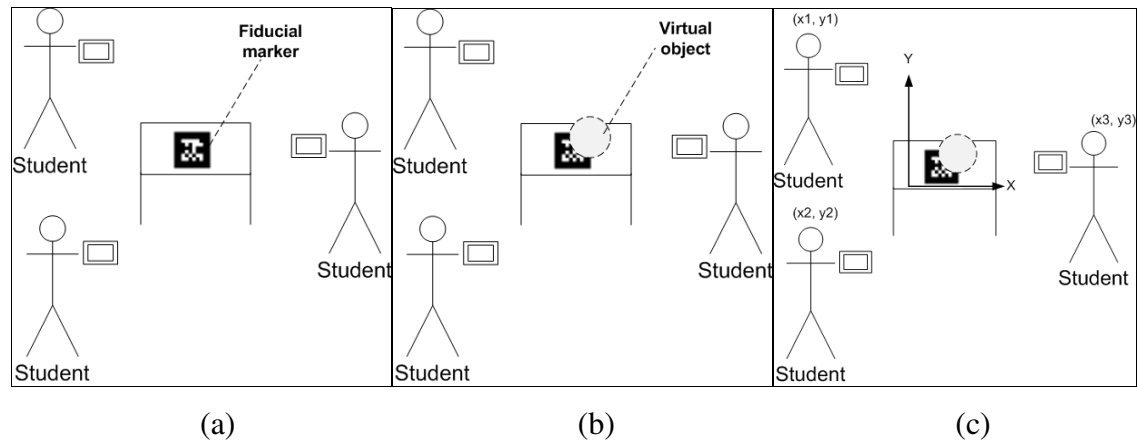 Fiducial
marker
Student
Student
Student
(a)
Virtual
object
Student
Student
Student
(b)
(x1, y1)
Y
(x3, y3)
Student
X
(x2, y2)
Student
Student
(c)